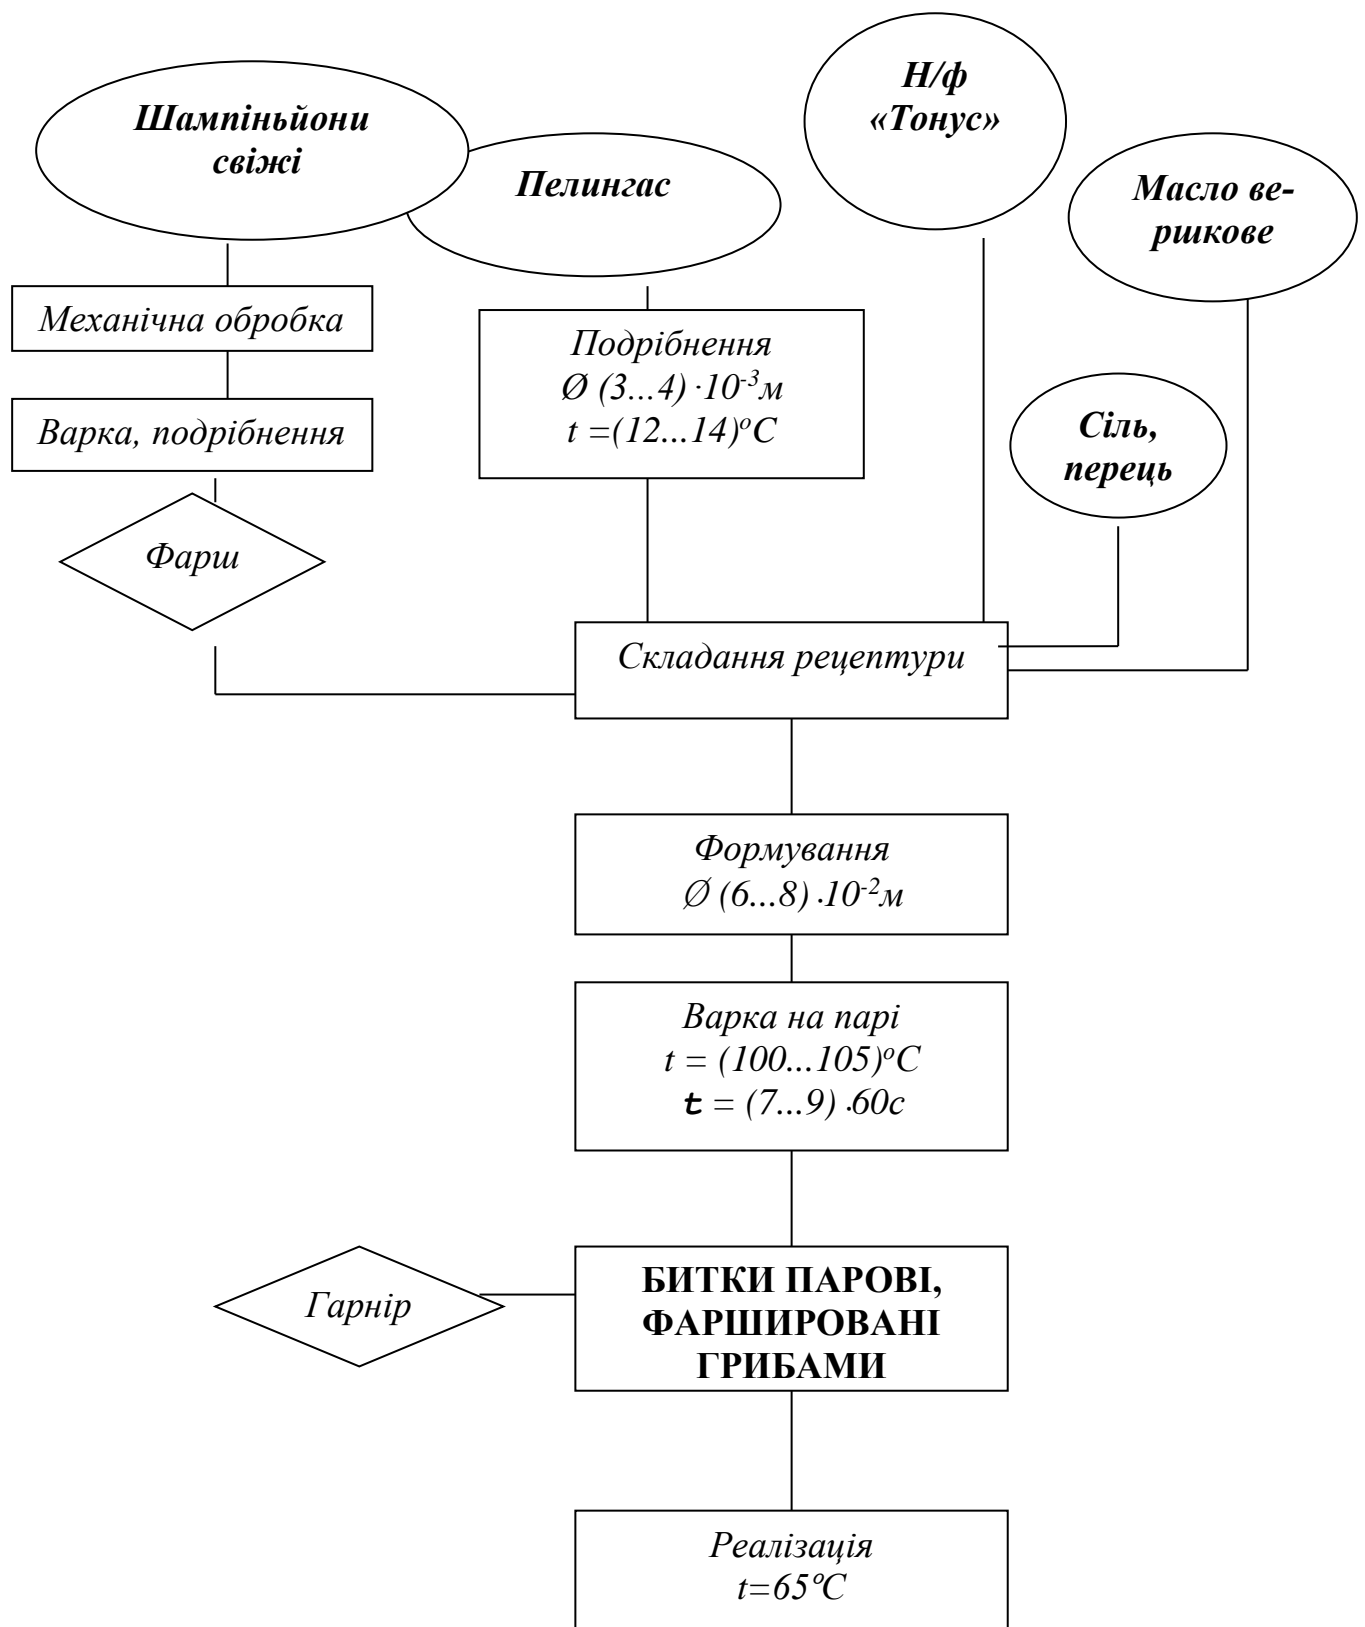 Шампіньйони
свіжі
Пелингас
Н/ф
«Тонус»
Масло ве-
ршкове
Механічна обробка
Подрібнення
Ø (3...4) ·10⁻³м
t =(12...14)ºC
Варка, подрібнення
Сіль,
перець
Фарш
Складання рецептури
Формування
Ø (6...8) ·10⁻²м
Варка на парі
t = (100...105)ºC
t = (7...9) ·60с
Гарнір
БИТКИ ПАРОВІ,
ФАРШИРОВАНІ
ГРИБАМИ
Реалізація
t=65ºC